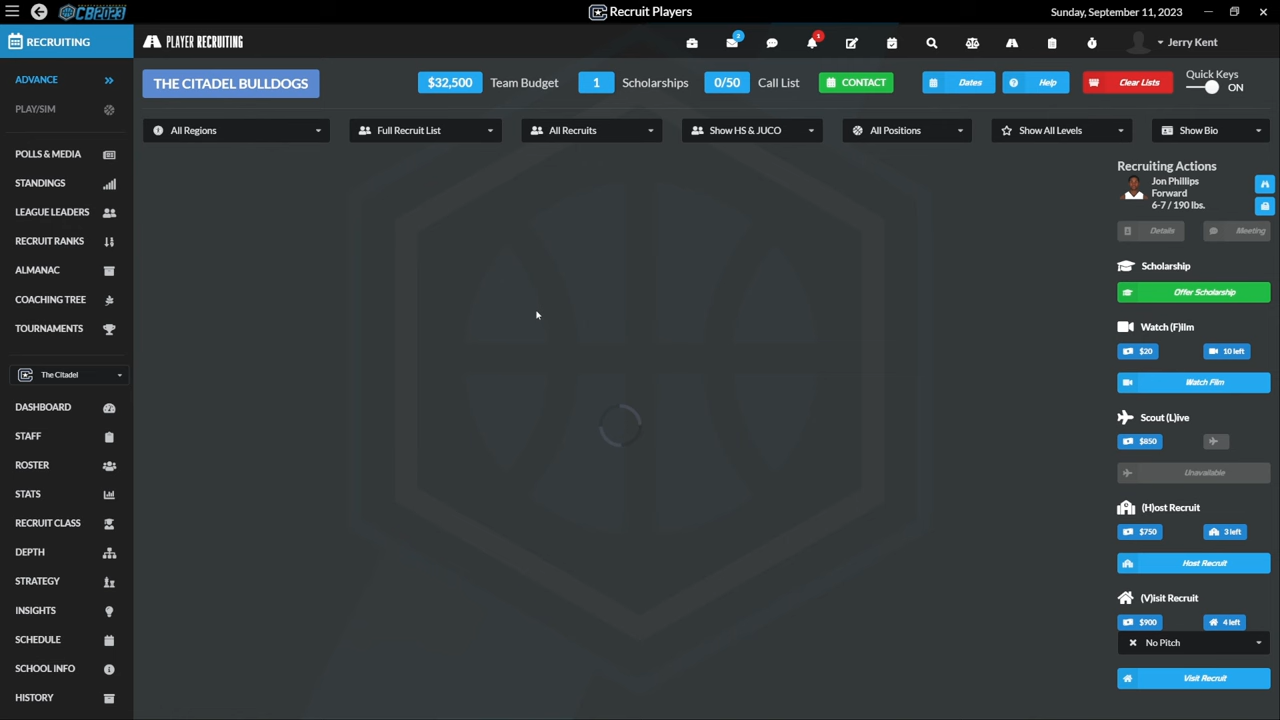 CB2023
Recruit Players
Sunday, September 11, 2023
RECRUITING
PLAYER RECRUITING
2
1
Jerry Kent
ADVANCE
PLAY/SIM
POLLS & MEDIA
STANDINGS
LEAGUE LEADERS
RECRUIT RANKS
ALMANAC
COACHING TREE
TOURNAMENTS
The Citadel
DASHBOARD
STAFF
ROSTER
STATS
RECRUIT CLASS
DEPTH
STRATEGY
INSIGHTS
SCHEDULE
SCHOOL INFO
HISTORY
THE CITADEL BULLDOGS
$32,500 Team Budget
1 Scholarships
0/50 Call List
CONTACT
Dates
Help
Clear Lists
Quick Keys
ON
All Regions
Full Recruit List
All Recruits
Show HS & JUCO
All Positions
Show All Levels
Show Bio
Recruiting Actions
Jon Phillips
Forward
6-7 / 190 lbs.
Details
Meeting
Scholarship
Offer Scholarship
Watch (F)ilm
$20
10 left
Watch Film
Scout (L)ive
$850
Unavailable
(H)ost Recruit
$750
3 left
Host Recruit
(V)isit Recruit
$900
4 left
No Pitch
Visit Recruit